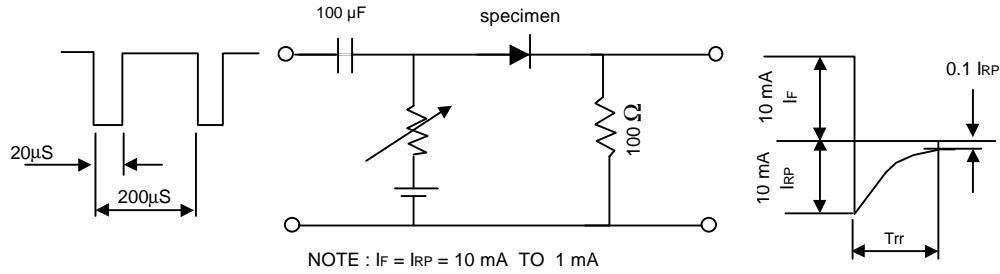 100 µF
specimen
20µS
200µS
100 Ω
10 mA
IF
10 mA
IRP
0.1 IRP
Trr
NOTE : IF = IRP = 10 mA TO 1 mA